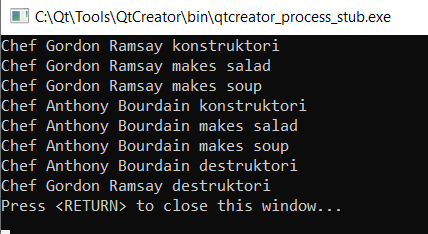 C:\Qt\Tools\QtCreator\bin\qtcreator_process_stub.exe
Chef Gordon Ramsay konstruktori
Chef Gordon Ramsay makes salad
Chef Gordon Ramsay makes soup
Chef Anthony Bourdain konstruktori
Chef Anthony Bourdain makes salad
Chef Anthony Bourdain makes soup
Chef Anthony Bourdain destruktori
Chef Gordon Ramsay destruktori
Press <RETURN> to close this window...